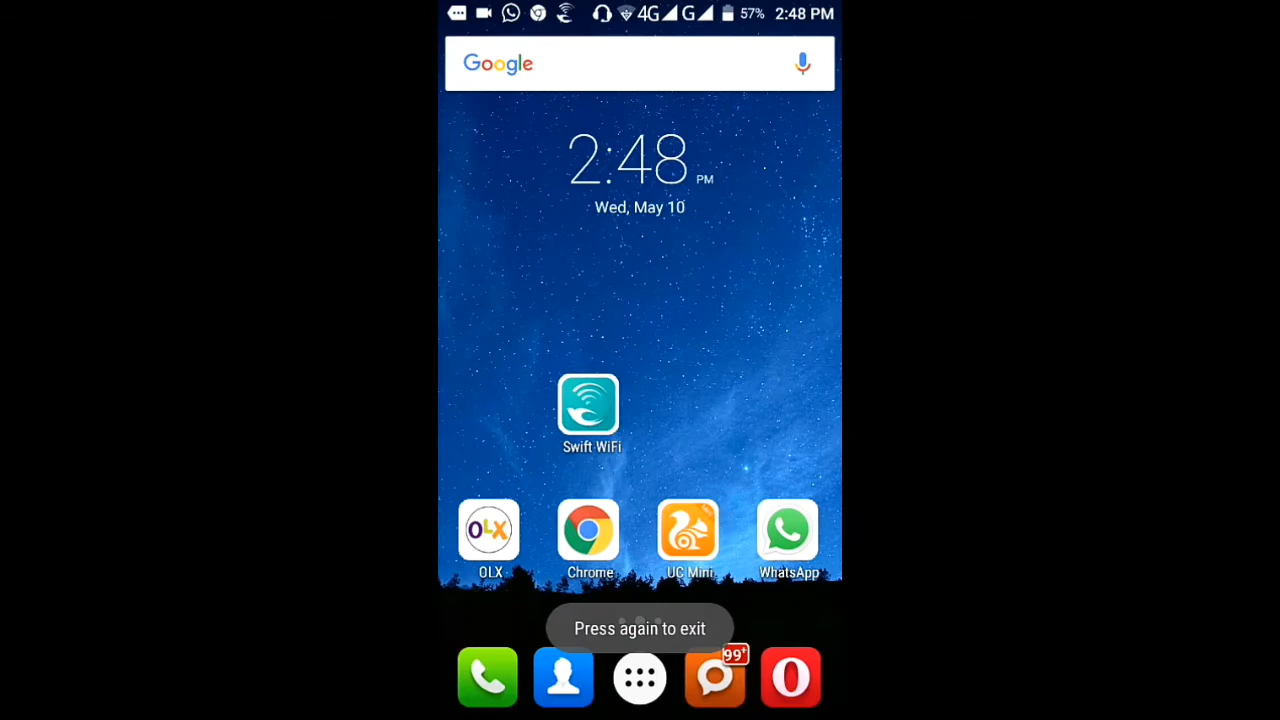 4G G 57% 2:48 PM
Google
2:48 PM
Wed, May 10
Swift WiFi
OLX
OLX Chrome UC Mini WhatsApp
Press again to exit
99+